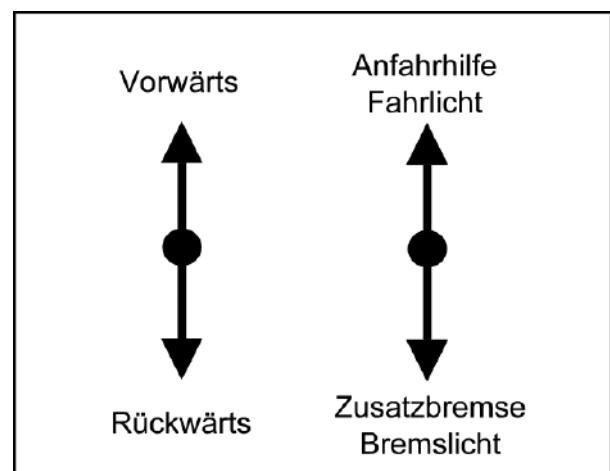 Vorwärts
Anfahrhilfe
Fahrlicht
Rückwärts
Zusatzbremse
Bremslicht